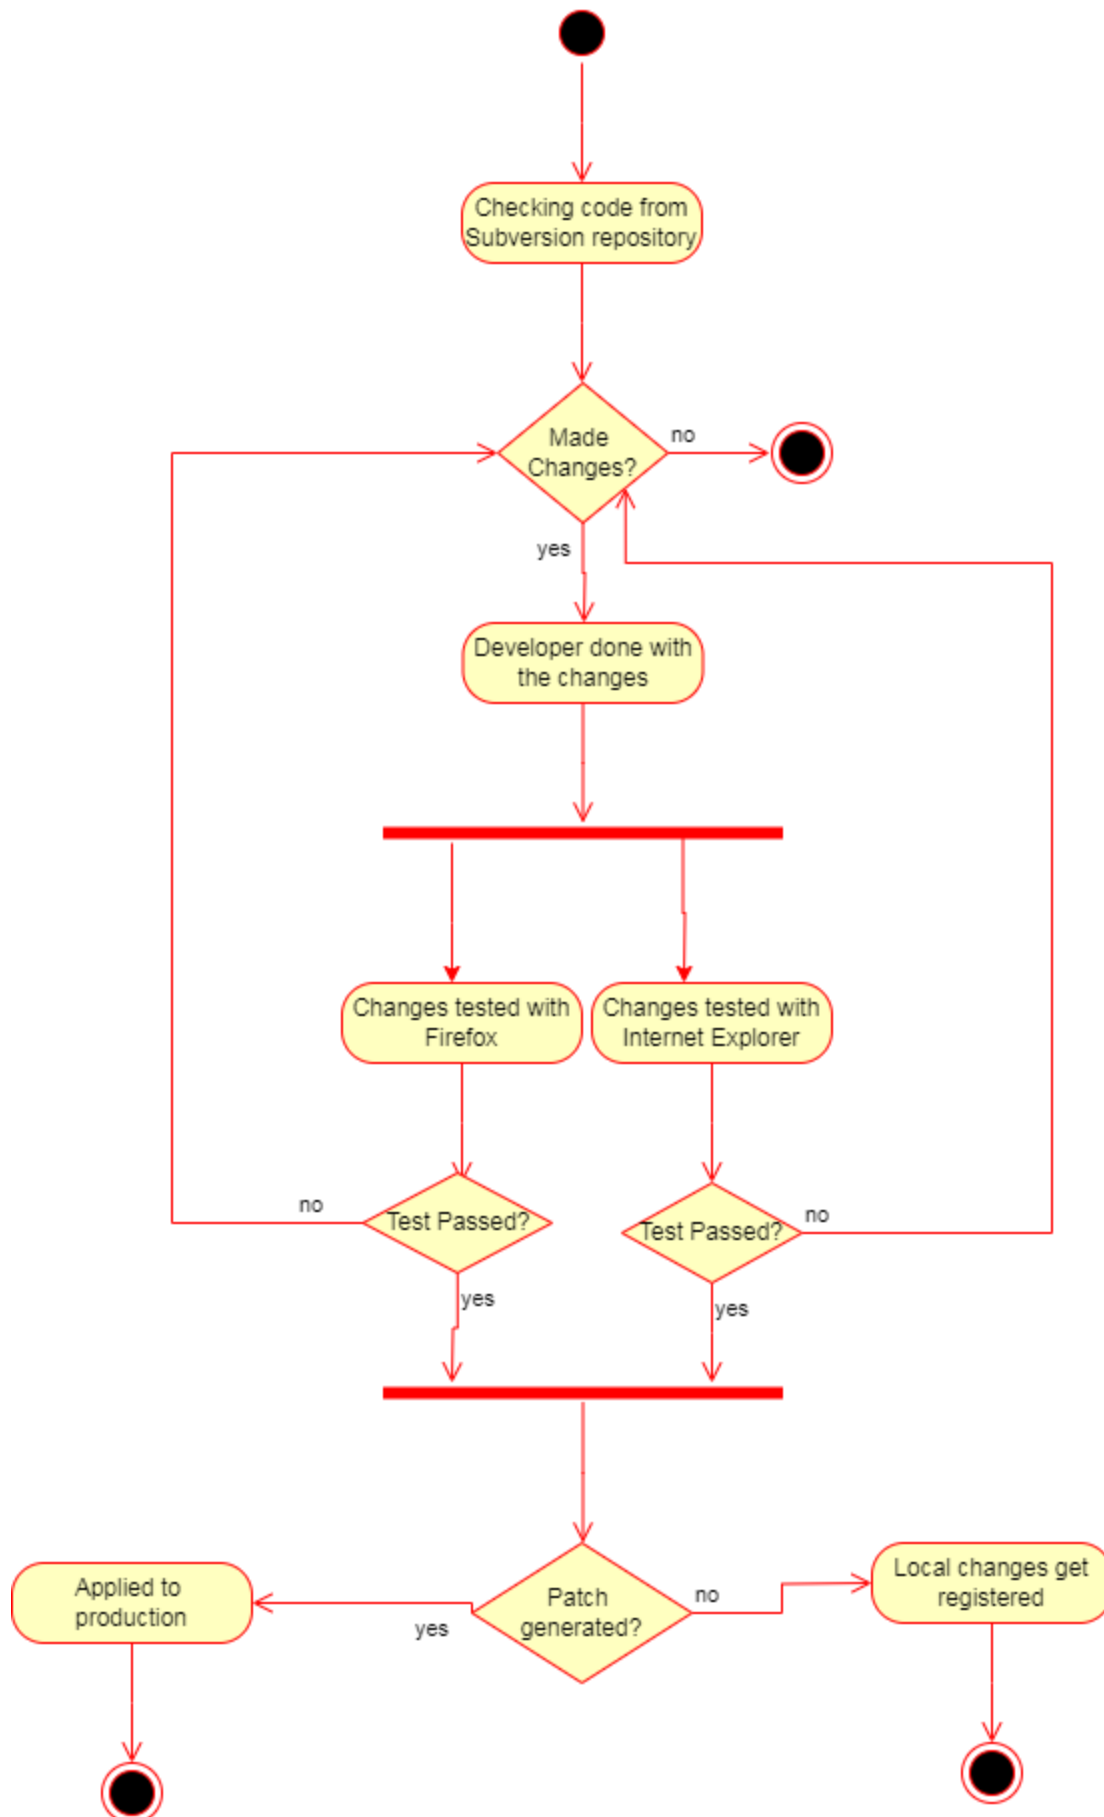 Checking code from
Subversion repository
Made
Changes?
no
yes
Developer done with
the changes
Changes tested with
Firefox
Changes tested with
Internet Explorer
no
Test Passed?
Test Passed?
no
yes
yes
Applied to
production
yes
Patch
generated?
no
Local changes get
registered